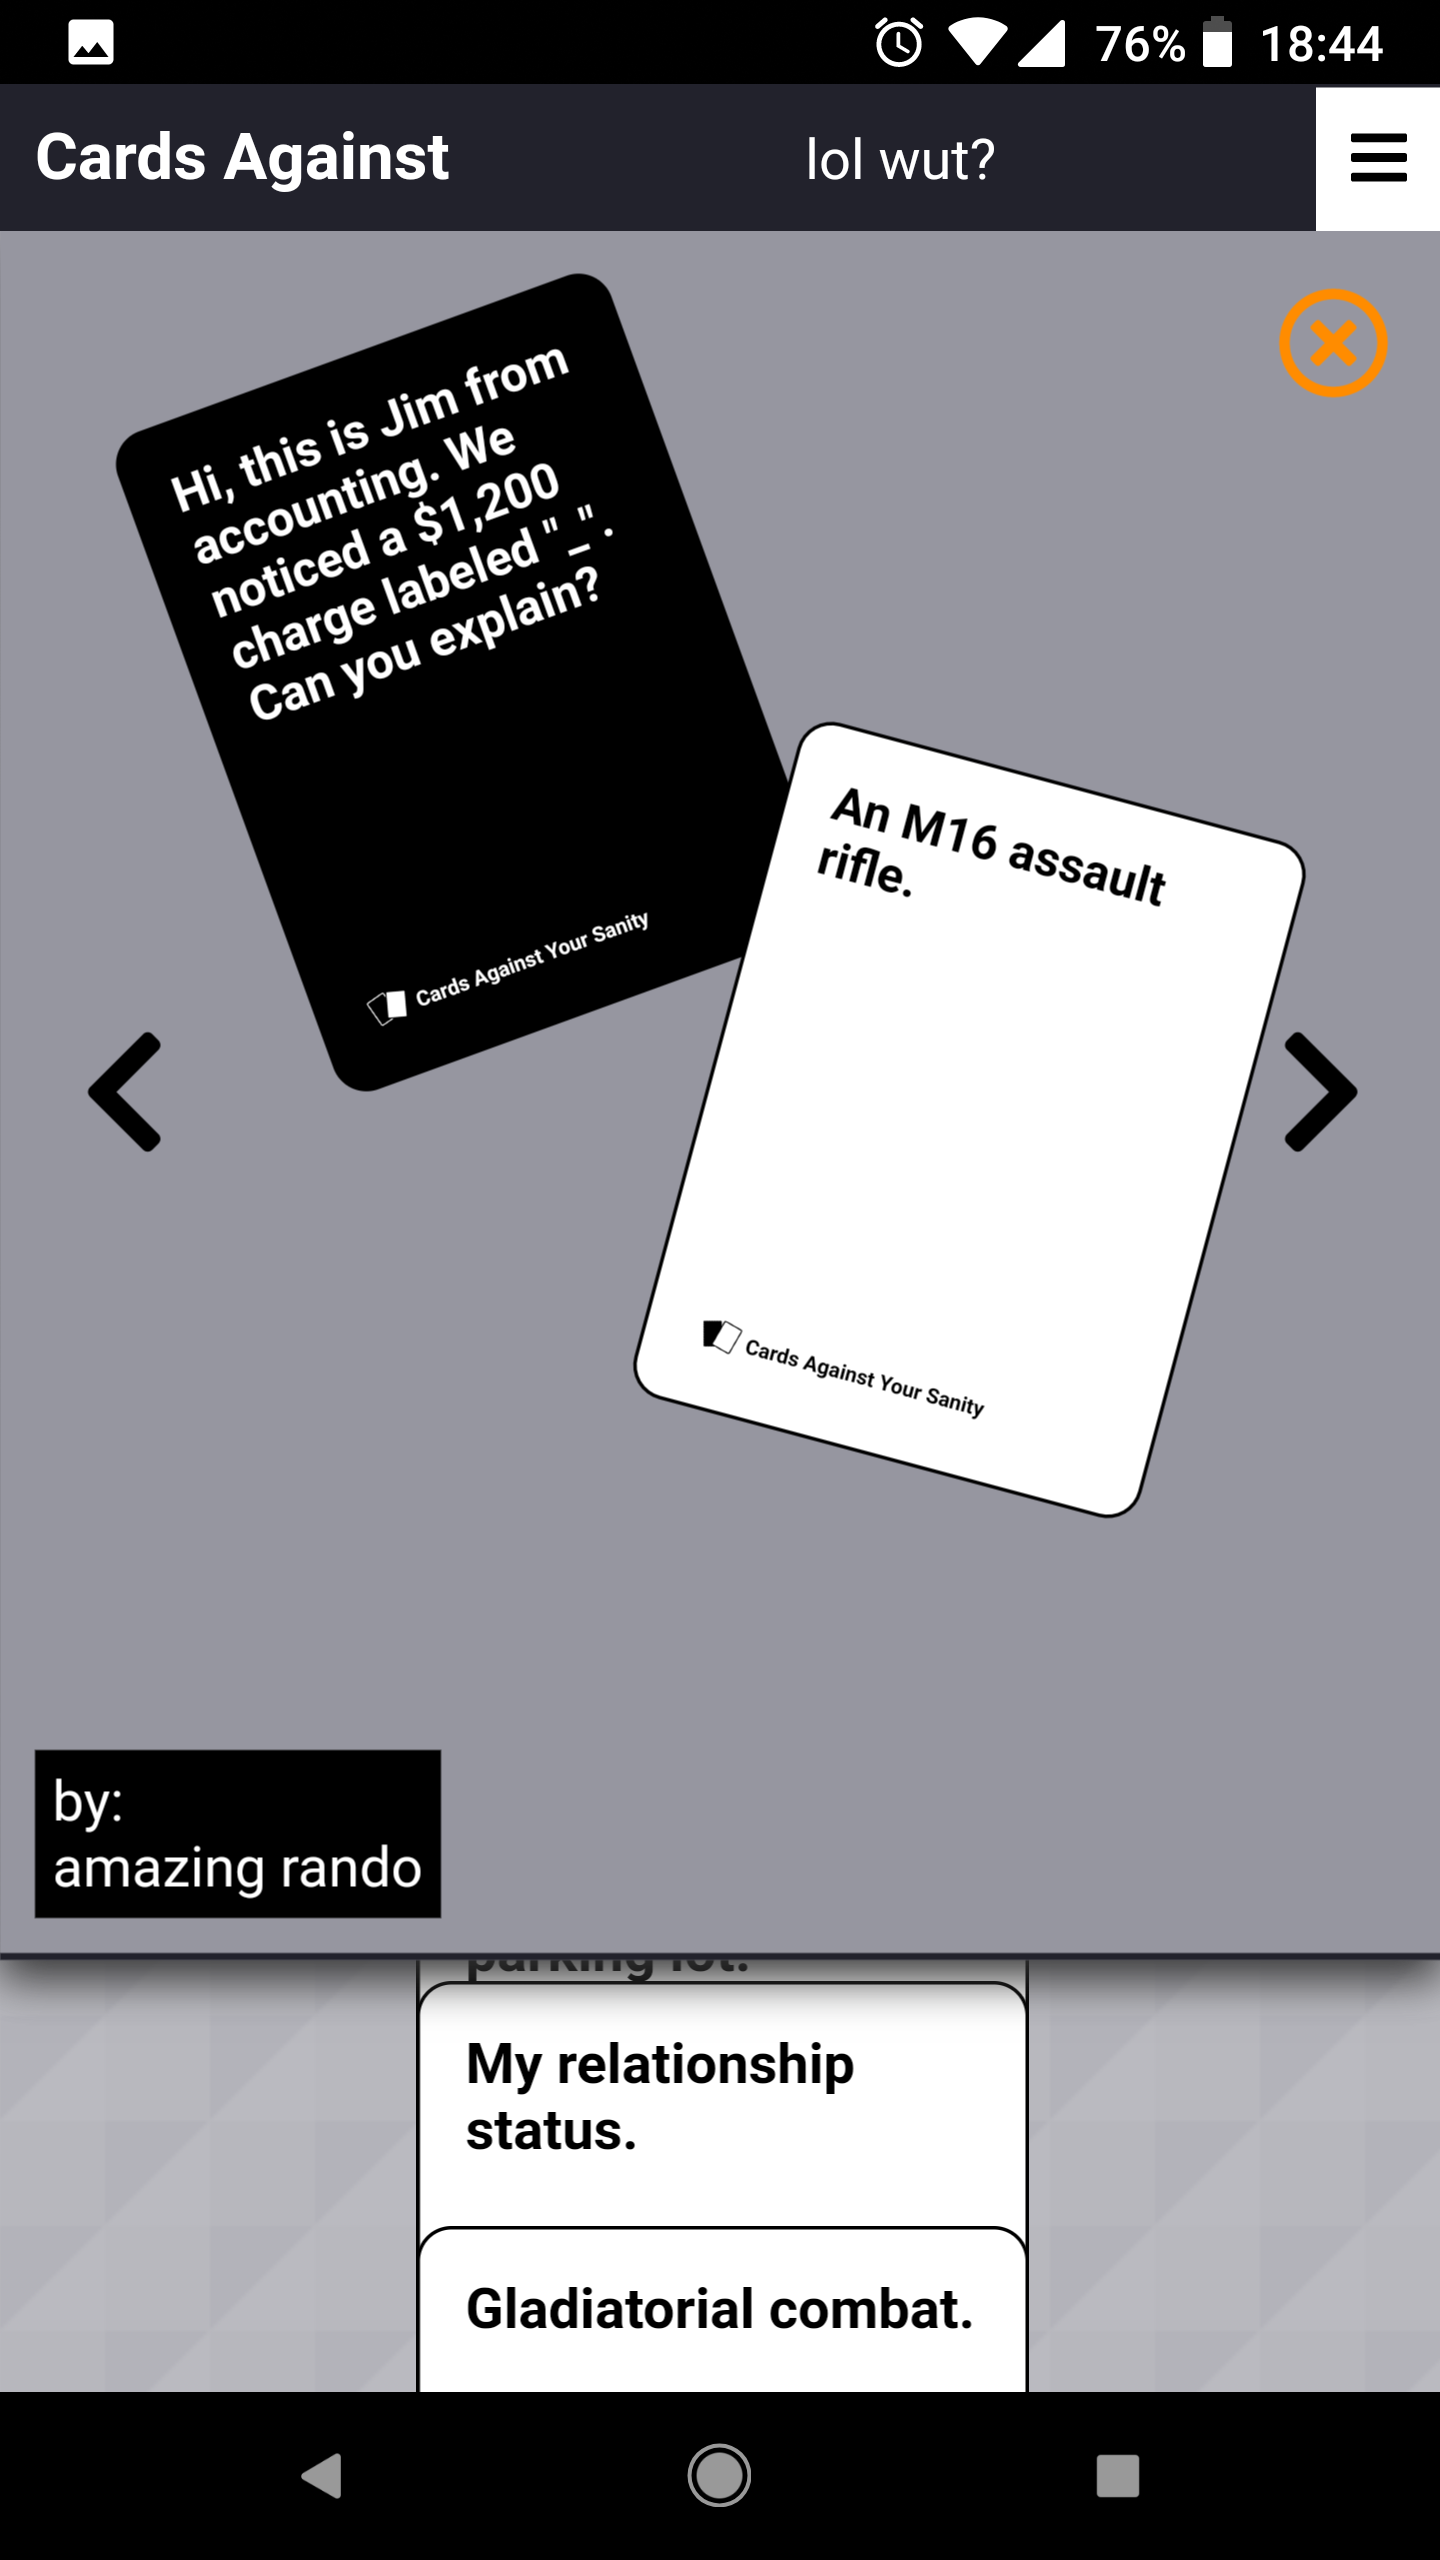 76% 18:44
Cards Against lol wut?
Hi, this is Jim from
accounting. We
noticed a $1,200
charge labeled "_".
Can you explain?
Cards Against Your Sanity
An M16 assault
rifle.
Cards Against Your Sanity
by:
amazing rando
parking lot.
My relationship
status.
Gladiatorial combat.